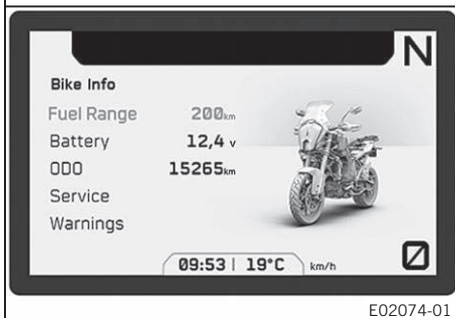 N
Bike Info
Fuel Range 200km
Battery 12,4 v
ODO 15265km
Service
Warnings
09:53 | 19°C km/h
0
E02074-01